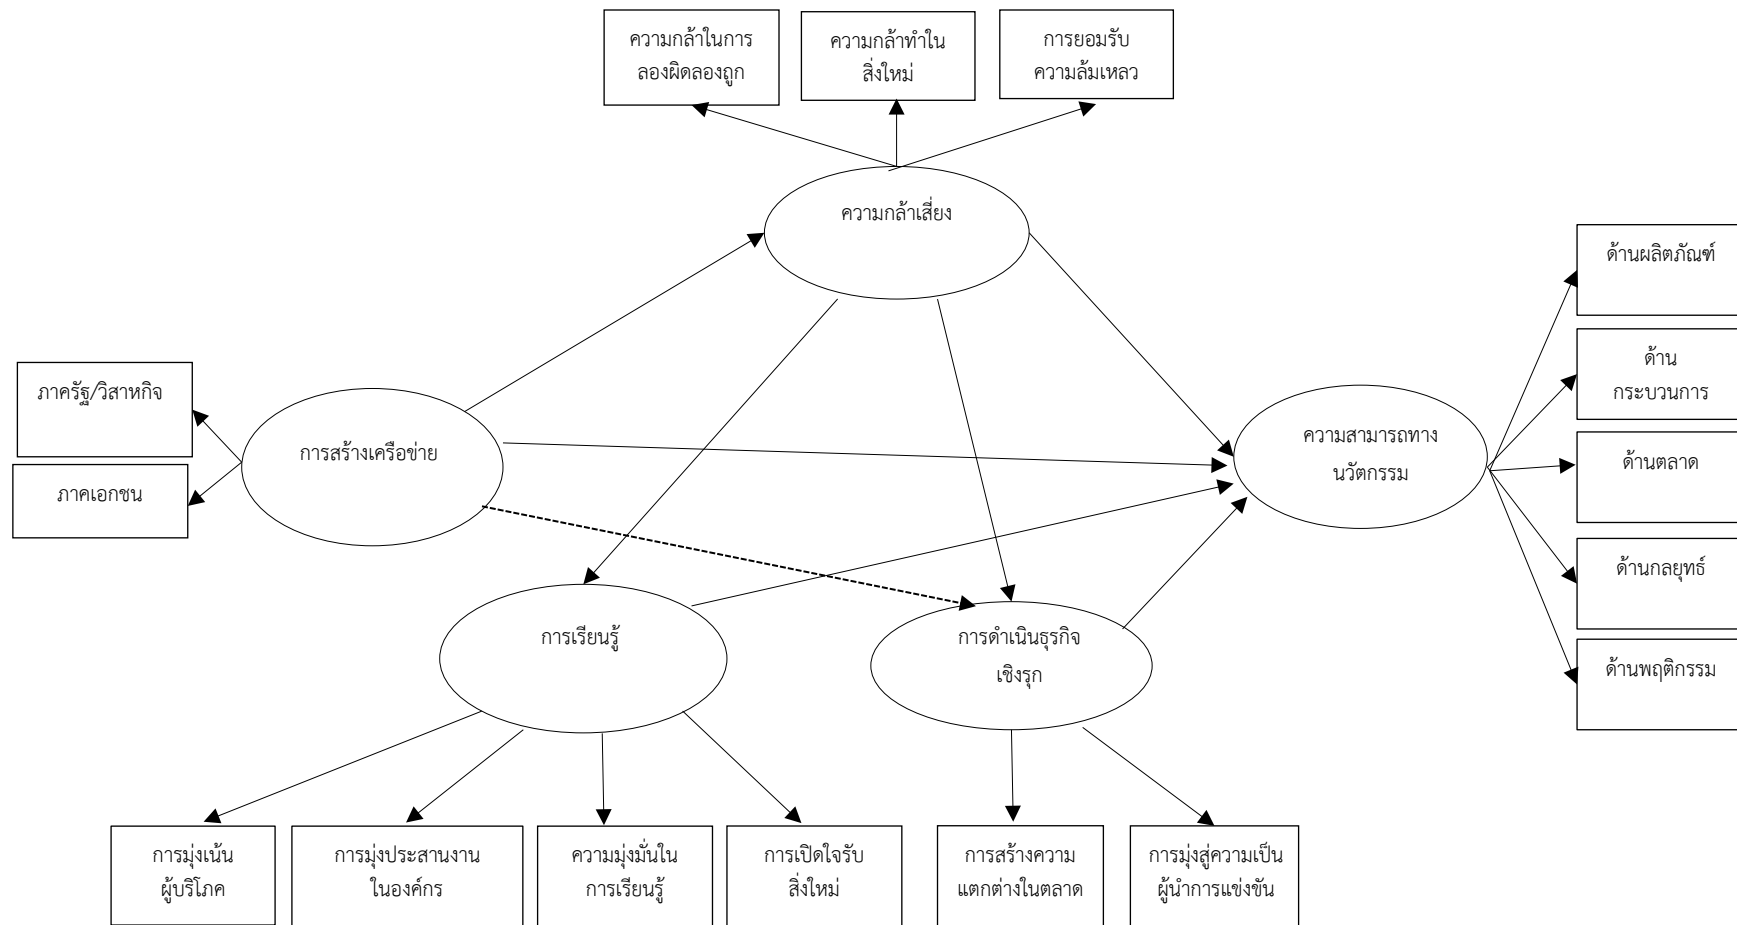 ความกล้าในการ
ลองผิดลองถูก
ความกล้าทำใน
สิ่งใหม่
การยอมรับ
ความล้มเหลว
ความกล้าเสี่ยง
ด้านผลิตภัณฑ์
ด้าน
กระบวนการ
ด้านตลาด
ด้านกลยุทธ์
ด้านพฤติกรรม
ภาครัฐ/วิสาหกิจ
ภาคเอกชน
การสร้างเครือข่าย
ความสามารถทาง
นวัตกรรม
การเรียนรู้
การดำเนินธุรกิจ
เชิงรุก
การมุ่งเน้น
ผู้บริโภค
การมุ่งประสานงาน
ในองค์กร
ความมุ่งมั่นใน
การเรียนรู้
การเปิดใจรับ
สิ่งใหม่
การสร้างความ
แตกต่างในตลาด
การมุ่งสู่ความเป็น
ผู้นำการแข่งขัน